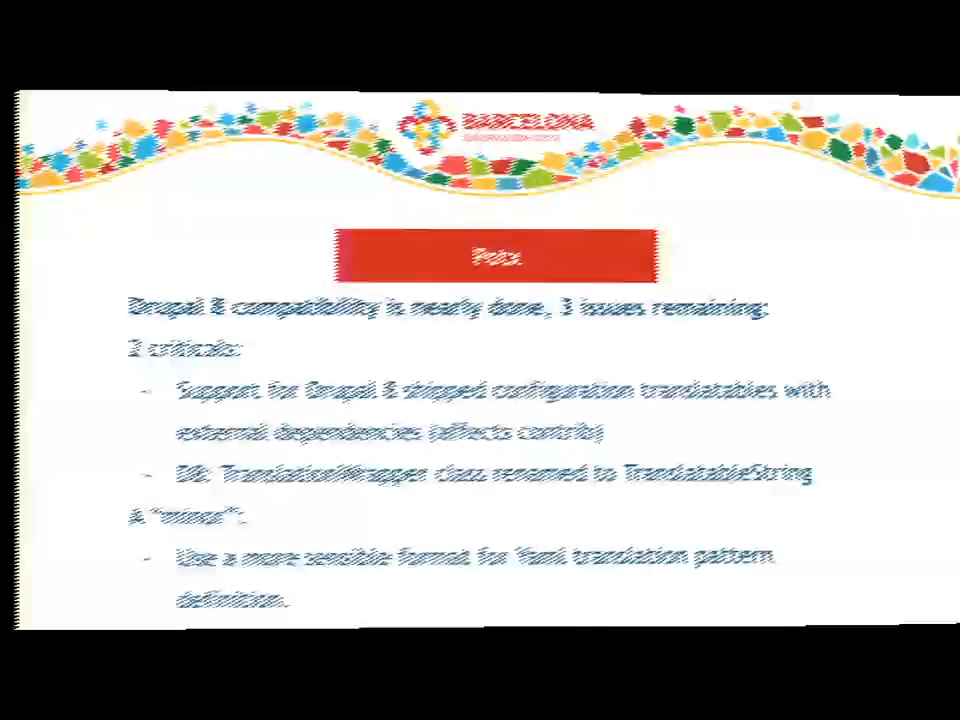 BARCELONA
Drupal 8 compatibility is nearly done, 3 issues remaining:
2 criticals:
- Support for Drupal 8 shipped configuration translatables with
external dependencies (affects contrib)
- D8: TranslationWrapper class renamed to TranslatableString
& "minor":
- Use a more sensible format for Yaml translation pattern
definition.